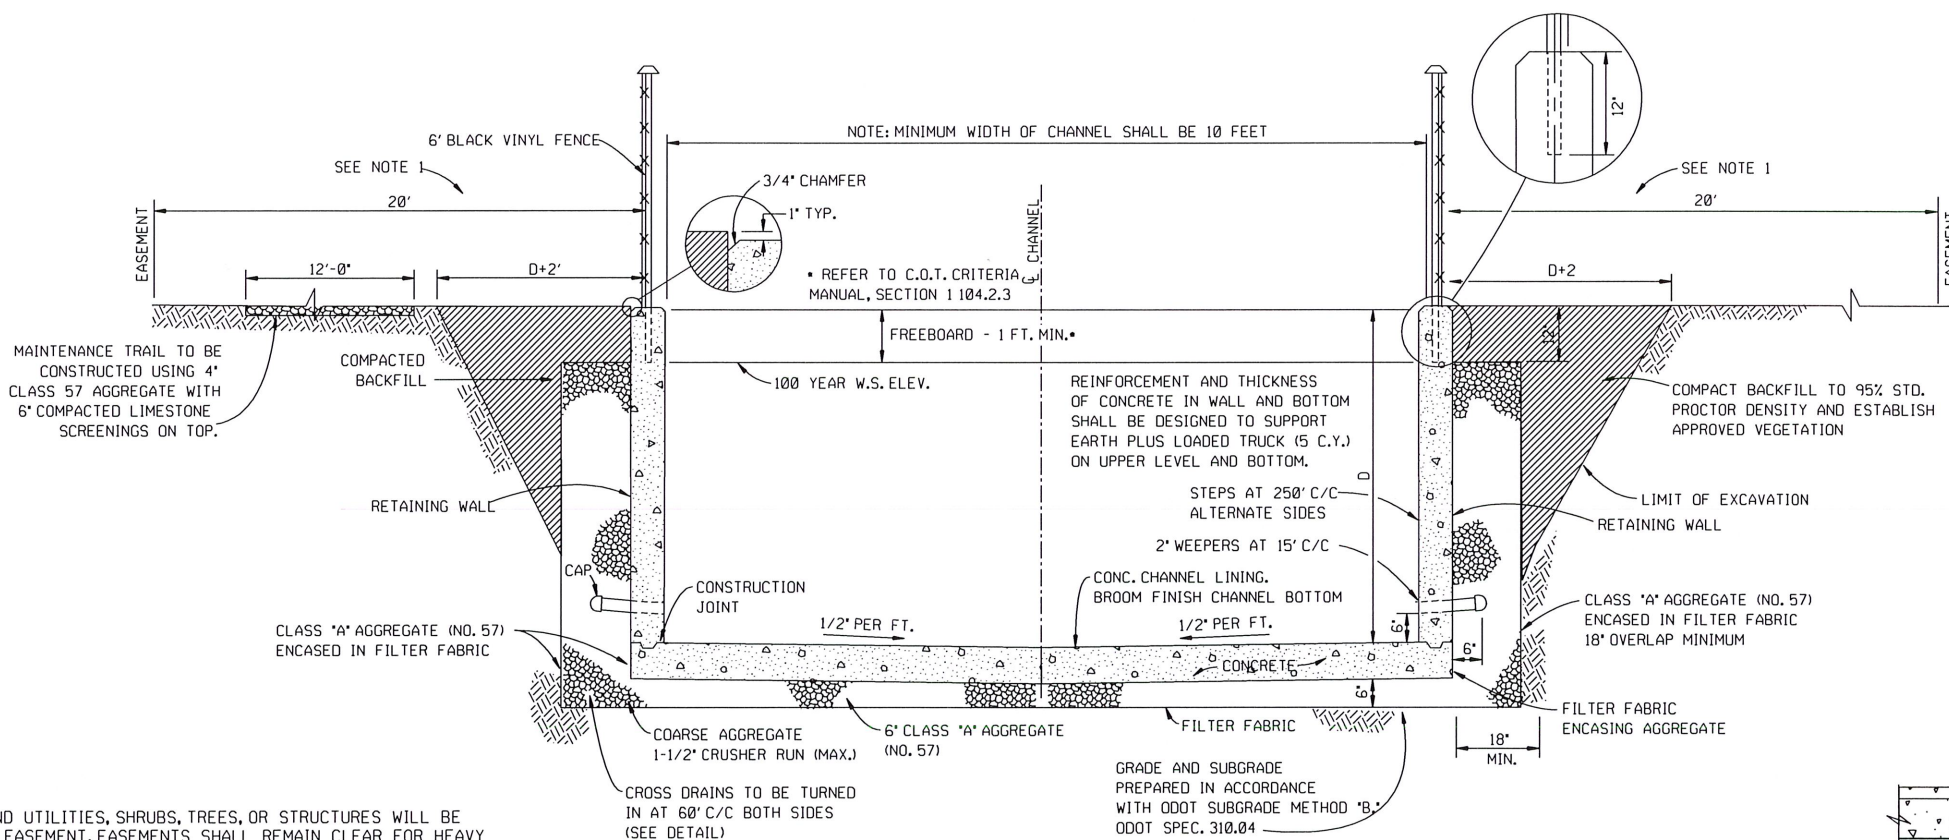 6' BLACK VINYL FENCE
SEE NOTE 1
20'
EASEMENT
12'-0"
D+2'
3/4" CHAMFER
1" TYP.
NOTE: MINIMUM WIDTH OF CHANNEL SHALL BE 10 FEET
℄ CHANNEL
* REFER TO C.O.T. CRITERIA
MANUAL, SECTION 1 104.2.3
12"
SEE NOTE 1
20'
EASEMENT
D+2
12"
FREEBOARD - 1 FT. MIN.*
100 YEAR W.S. ELEV.
MAINTENANCE TRAIL TO BE
CONSTRUCTED USING 4"
CLASS 57 AGGREGATE WITH
6" COMPACTED LIMESTONE
SCREENINGS ON TOP.
COMPACTED
BACKFILL
REINFORCEMENT AND THICKNESS
OF CONCRETE IN WALL AND BOTTOM
SHALL BE DESIGNED TO SUPPORT
EARTH PLUS LOADED TRUCK (5 C.Y.)
ON UPPER LEVEL AND BOTTOM.
COMPACT BACKFILL TO 95% STD.
PROCTOR DENSITY AND ESTABLISH
APPROVED VEGETATION
D
RETAINING WALL
STEPS AT 250' C/C
ALTERNATE SIDES
LIMIT OF EXCAVATION
RETAINING WALL
2" WEEPERS AT 15' C/C
CAP
CONSTRUCTION
JOINT
CONC. CHANNEL LINING.
BROOM FINISH CHANNEL BOTTOM
CLASS "A" AGGREGATE (NO. 57)
ENCASED IN FILTER FABRIC
18" OVERLAP MINIMUM
CLASS "A" AGGREGATE (NO. 57)
ENCASED IN FILTER FABRIC
1/2" PER FT.
1/2" PER FT.
6"
6"
CONCRETE
6"
COARSE AGGREGATE
1-1/2" CRUSHER RUN (MAX.)
6" CLASS "A" AGGREGATE
(NO. 57)
FILTER FABRIC
FILTER FABRIC
ENCASING AGGREGATE
18"
MIN.
CROSS DRAINS TO BE TURNED
IN AT 60' C/C BOTH SIDES
(SEE DETAIL)
GRADE AND SUBGRADE
PREPARED IN ACCORDANCE
WITH ODOT SUBGRADE METHOD "B,"
ODOT SPEC. 310.04
UTILITIES, SHRUBS, TREES, OR STRUCTURES WILL BE
EASEMENT. EASEMENTS SHALL REMAIN CLEAR FOR HEAVY